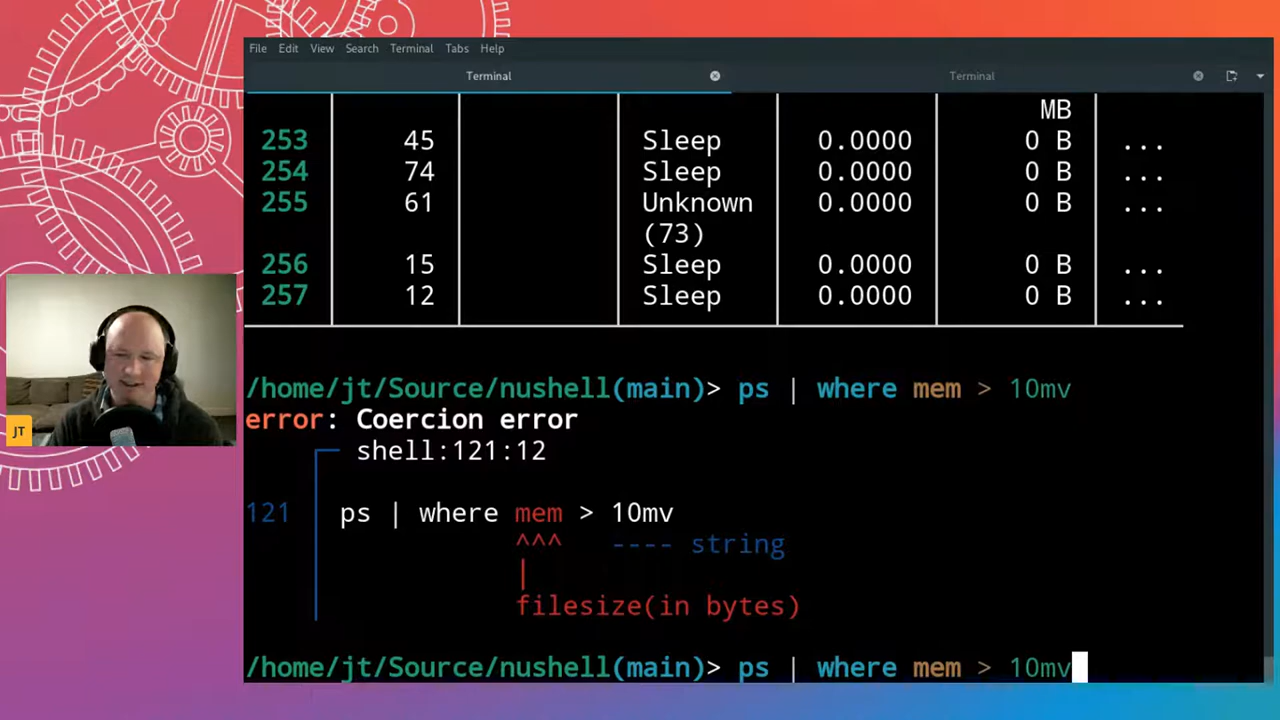 File Edit View Search Terminal Tabs Help
Terminal Terminal
MB
253 45 Sleep 0.0000 0 B ...
254 74 Sleep 0.0000 0 B ...
255 61 Unknown 0.0000 0 B ...
(73)
256 15 Sleep 0.0000 0 B ...
257 12 Sleep 0.0000 0 B ...
/home/jt/Source/nushell(main)> ps | where mem > 10mv
error: Coercion error
shell:121:12
121 ps | where mem > 10mv
^^^ ---- string
|
filesize(in bytes)
/home/jt/Source/nushell(main)> ps | where mem > 10mv
JT